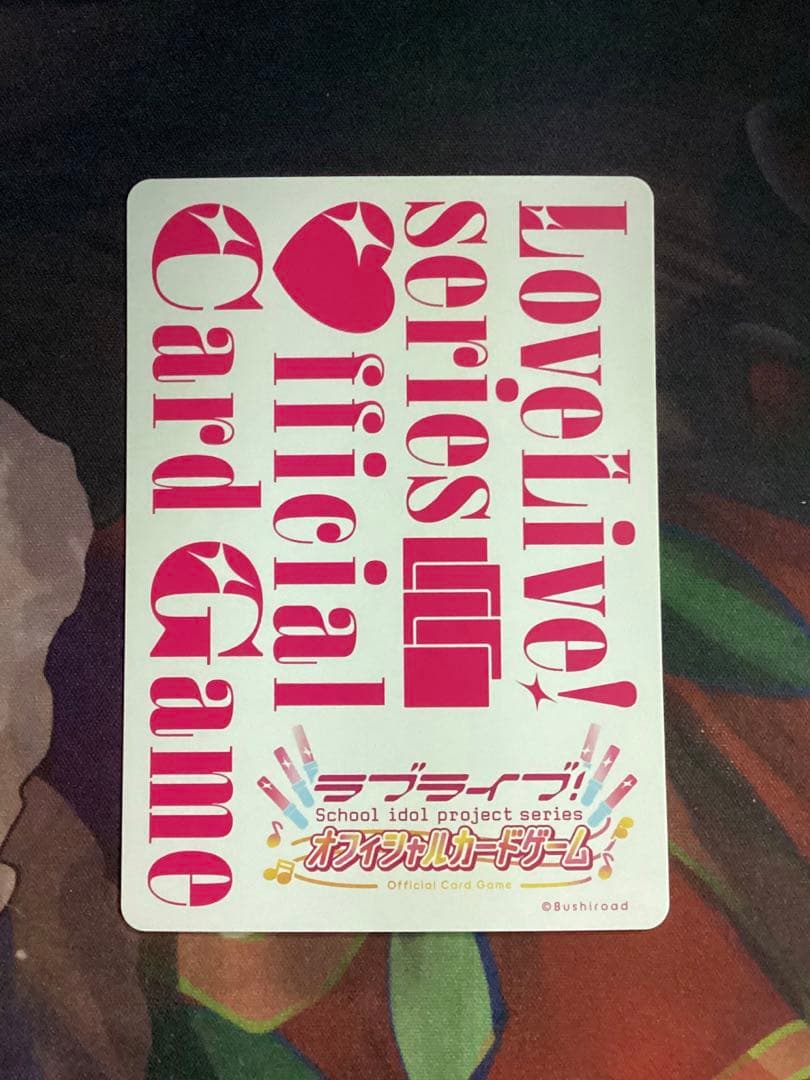 LoveLive!
series
Official
Card Game
ラブライブ!
School idol project series
オフィシャルカードゲーム
Official Card Game
©Bushiroad